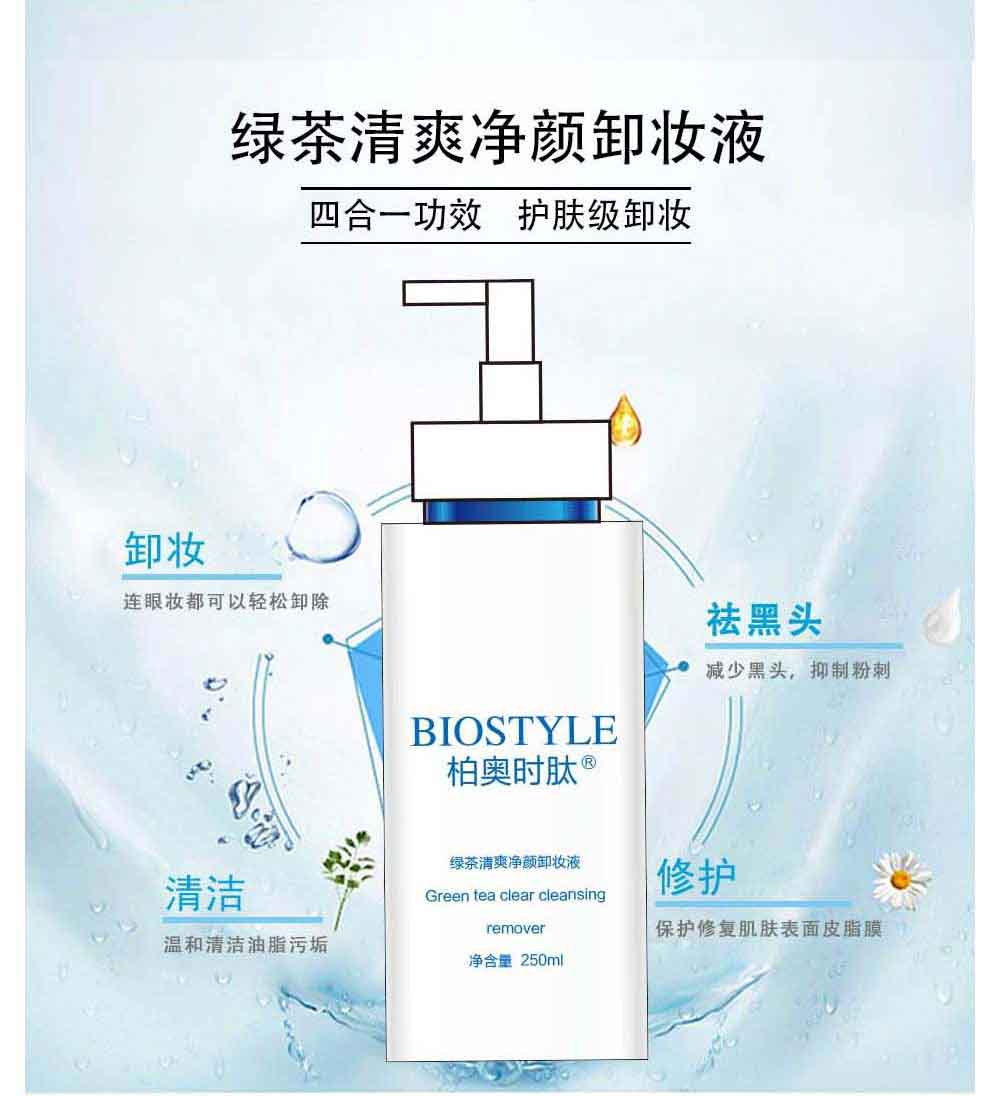 绿茶清爽净颜卸妆液
四合一功效 护肤级卸妆
卸妆
连眼妆都可以轻松卸除
祛黑头
减少黑头，抑制粉刺
BIOSTYLE
柏奥时肽®
绿茶清爽净颜卸妆液
Green tea clear cleansing
remover
净含量 250ml
清洁
温和清洁油脂污垢
修护
保护修复肌肤表面皮脂膜